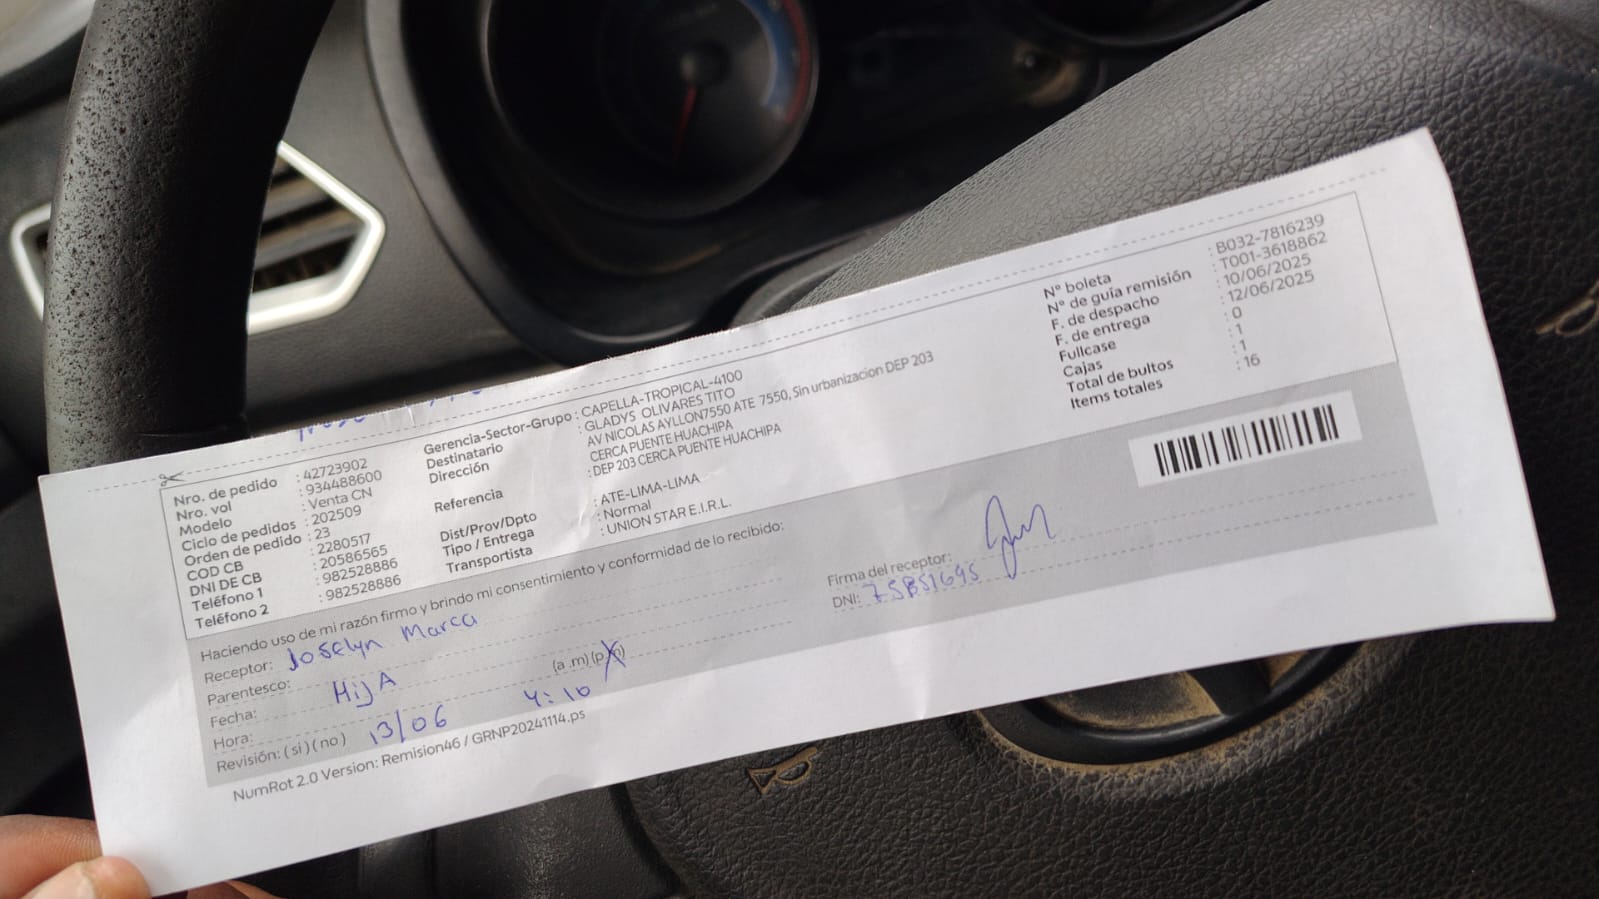 Nro. de pedido : 42723902
Nro. vol : 934488600
Modelo : Venta CN
Ciclo de pedidos : 202509
Orden de pedido : 23
COD CB : 2280517
DNI DE CB : 20586565
Teléfono 1 : 982528886
Teléfono 2 : 982528886
Gerencia-Sector-Grupo : CAPELLA-TROPICAL-4100
Destinatario : GLADYS OLIVARES TITO
Dirección : AV NICOLAS AYLLON7550 ATE 7550, Sin urbanizacion DEP 203
CERCA PUENTE HUACHIPA
Referencia : DEP 203 CERCA PUENTE HUACHIPA
Dist/Prov/Dpto : ATE-LIMA-LIMA
Tipo / Entrega : Normal
Transportista : UNION STAR E.I.R.L.
N° boleta : B032-7816239
N° de guía remisión : T001-3618862
F. de despacho : 10/06/2025
F. de entrega : 12/06/2025
Fullcase : 0
Cajas : 1
Total de bultos : 1
Items totales : 16
Haciendo uso de mi razón firmo y brindo mi consentimiento y conformidad de lo recibido:
Receptor: Joselyn Marca
Parentesco: HijA
Fecha: 13/06
Hora: 4:10 (a .m) (p.m)
Revisión: ( si ) ( no )
Firma del receptor:
DNI:
NumRot 2.0 Version: Remision46 / GRNP20241114.ps